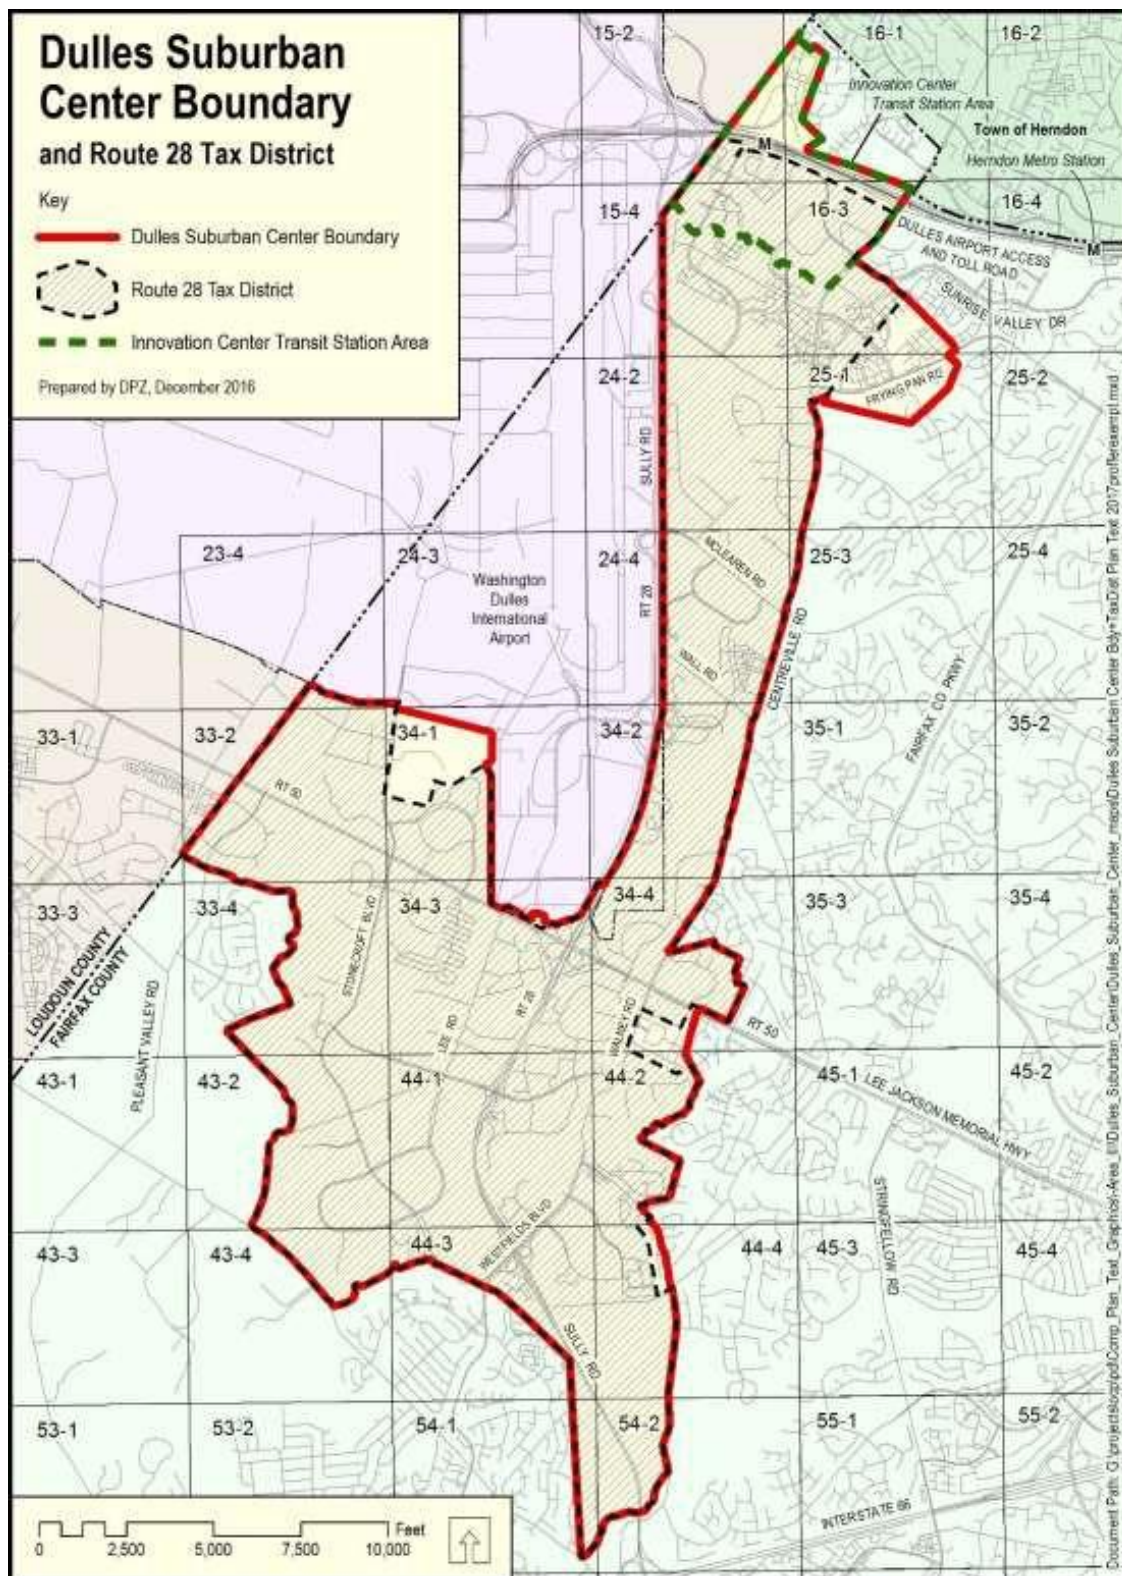 Dulles Suburban
Center Boundary
and Route 28 Tax District
Key
Dulles Suburban Center Boundary
Route 28 Tax District
Innovation Center Transit Station Area
Prepared by DPZ, December 2016
15-2
16-1
16-2
Innovation Center
Transit Station Area
Town of Herndon
Herndon Metro Station
M
15-4
16-3
16-4
DULLES AIRPORT ACCESS
AND TOLL ROAD
M
SUNRISE VALLEY DR
24-2
25-1
25-2
FRYING PAN RD
SULLY RD
23-4
24-3
24-4
25-3
25-4
MCLEAREN RD
Washington
Dulles
International
Airport
RT 28
WALL RD
CENTREVILLE RD
FAIRFAX CO PKWY
33-1
33-2
34-1
34-2
35-1
35-2
RT 50
33-3
33-4
34-3
34-4
35-3
35-4
STONECROFT BLVD
LOUDOUN COUNTY
FAIRFAX COUNTY
PLEASANT VALLEY RD
LEE RD
RT 28
WALNEY RD
RT 50
43-1
43-2
44-1
44-2
45-1
45-2
LEE JACKSON MEMORIAL HWY
STRINGFELLOW RD
43-3
43-4
44-3
44-4
45-3
45-4
WESTFIELDS BLVD
SULLY RD
53-1
53-2
54-1
54-2
55-1
55-2
INTERSTATE 66
Feet
0
2,500
5,000
7,500
10,000